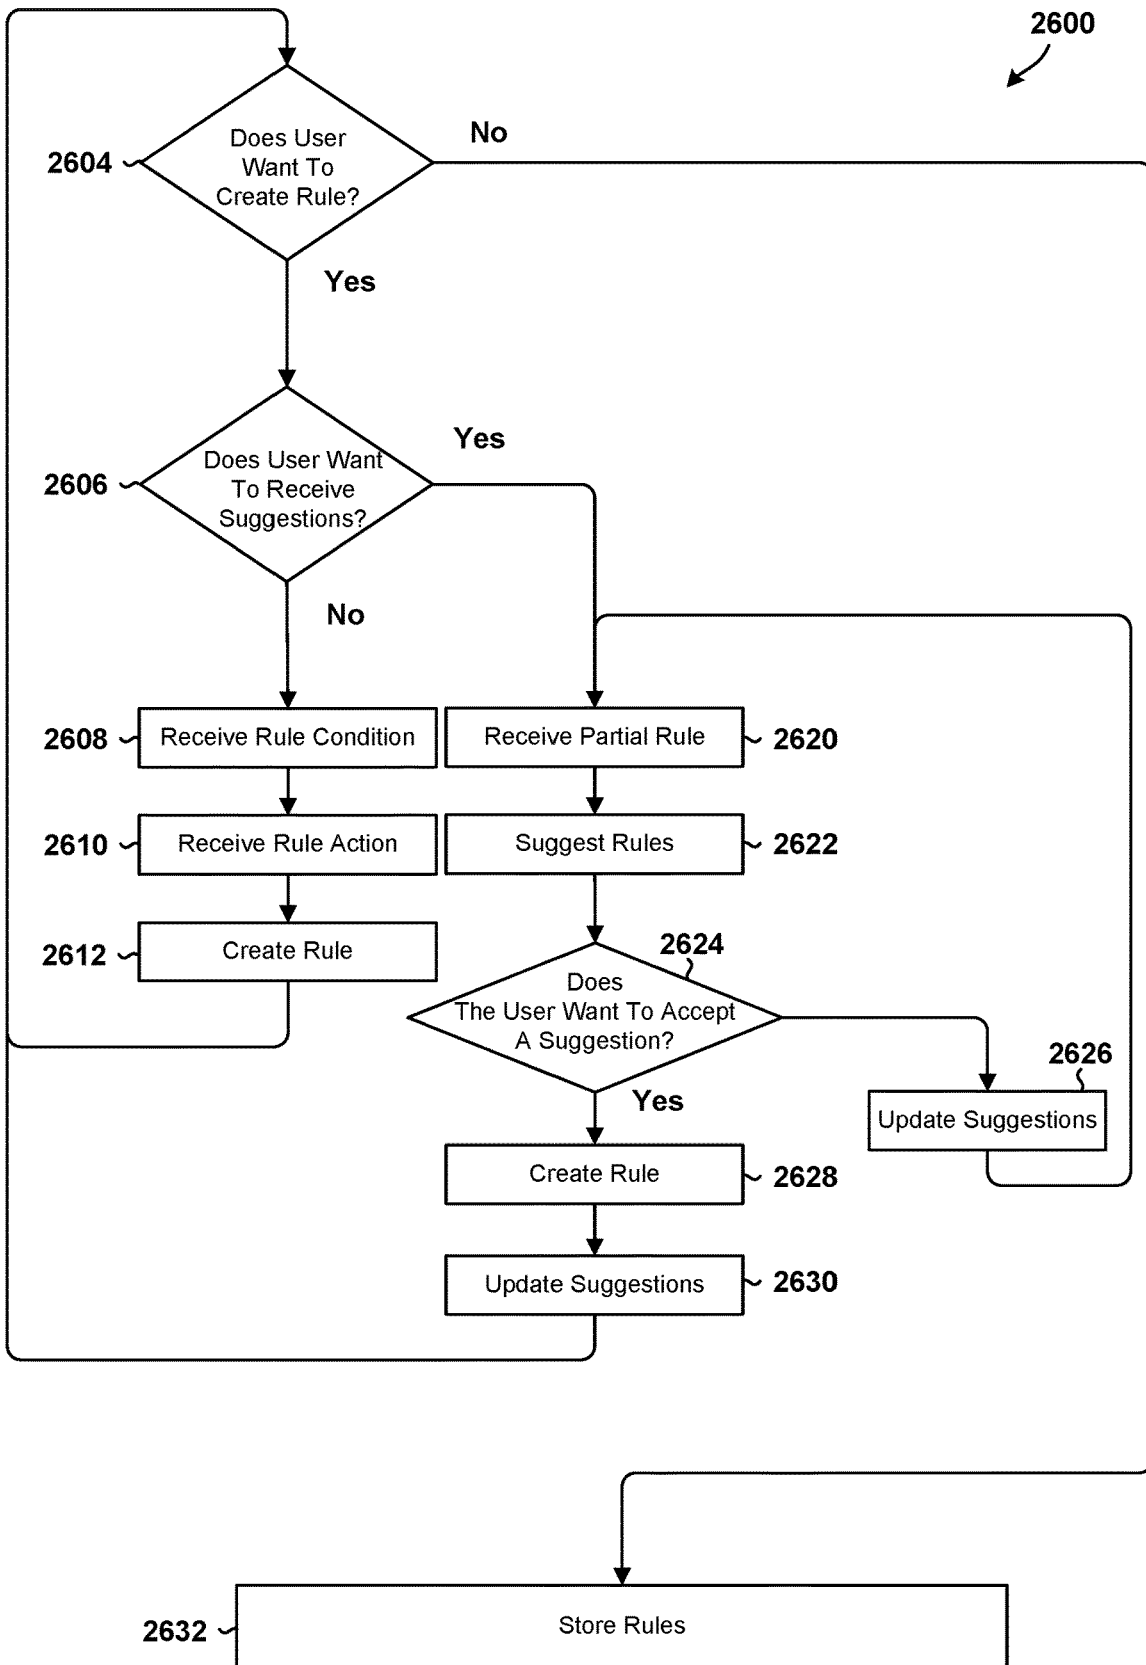 2600
No
2604
Does User
Want To
Create Rule?
Yes
Yes
2606
Does User Want
To Receive
Suggestions?
No
2608
Receive Rule Condition
Receive Partial Rule
2620
2610
Receive Rule Action
Suggest Rules
2622
2612
Create Rule
2624
Does
The User Want To Accept
A Suggestion?
2626
Yes
Update Suggestions
Create Rule
2628
Update Suggestions
2630
Store Rules
2632